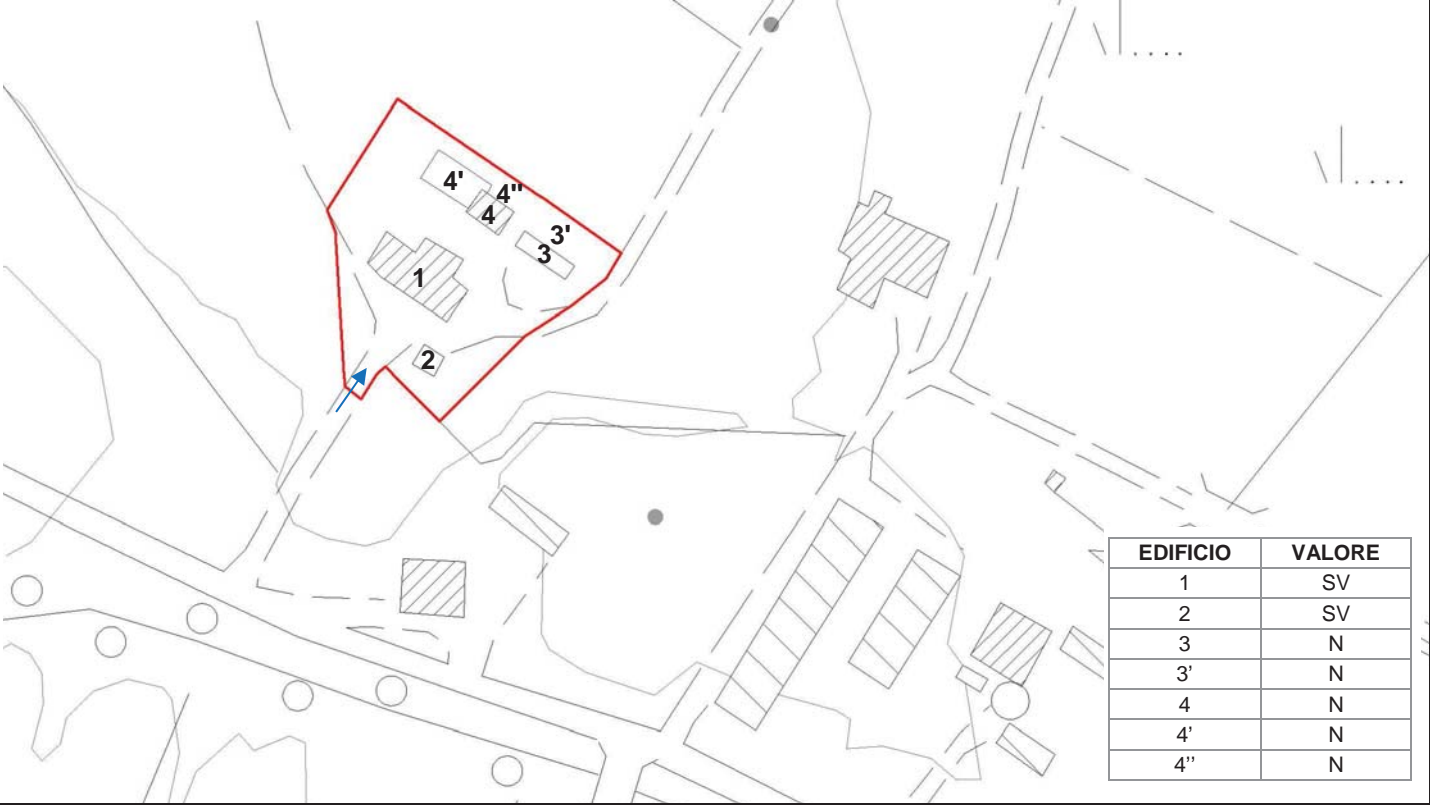 4'
4"
4
3'
3
1
2
EDIFICIO VALORE
1 SV
2 SV
3 N
3’ N
4 N
4’ N
4’’ N